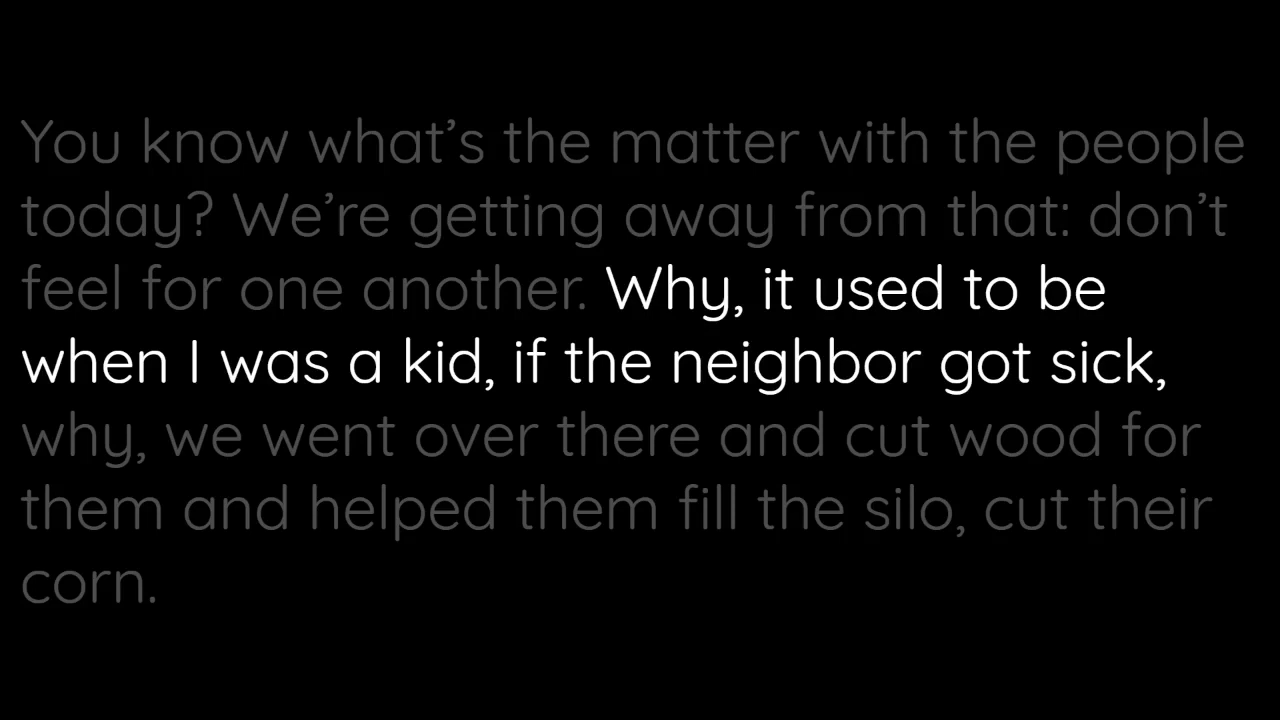 You know what’s the matter with the people
today? We’re getting away from that: don’t
feel for one another. Why, it used to be
when I was a kid, if the neighbor got sick,
why, we went over there and cut wood for
them and helped them fill the silo, cut their
corn.